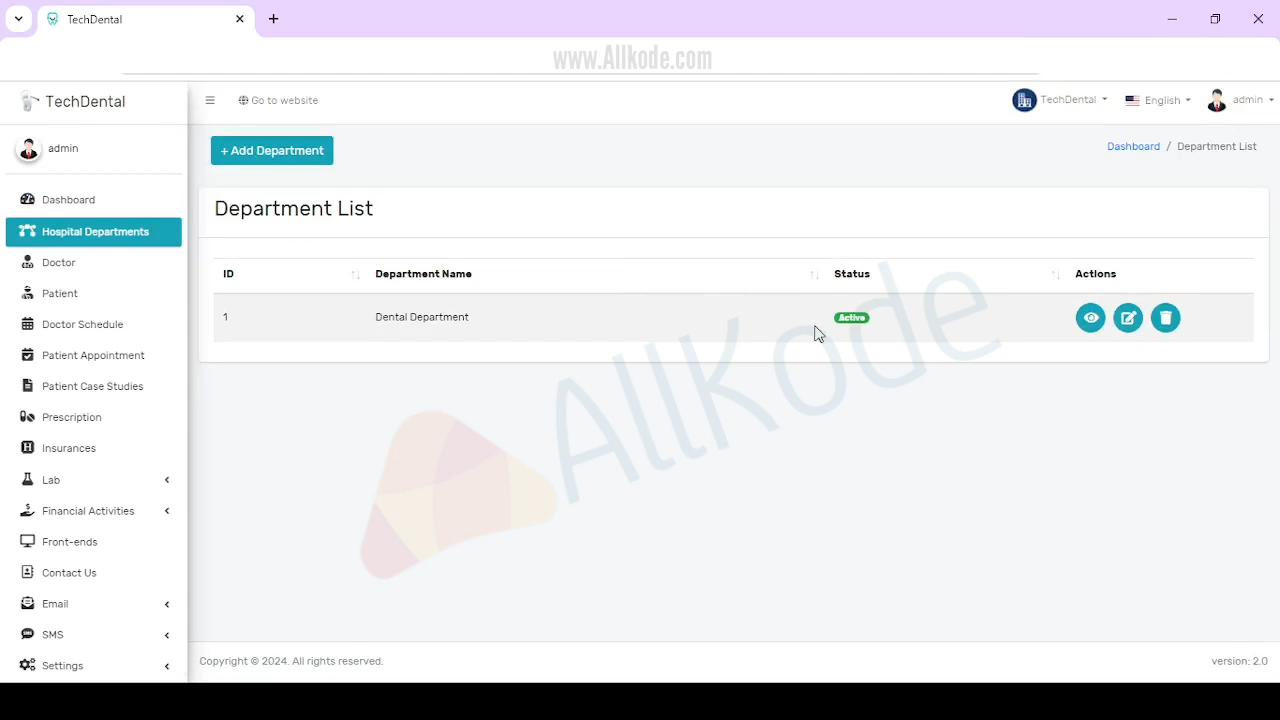 TechDental
www.Allkode.com
TechDental
Go to website
TechDental
English
admin
admin
+ Add Department
Dashboard / Department List
Dashboard
Hospital Departments
Doctor
Patient
Doctor Schedule
Patient Appointment
Patient Case Studies
Prescription
Insurances
Lab
Financial Activities
Front-ends
Contact Us
Email
SMS
Settings
Department List
ID Department Name Status Actions
1 Dental Department Active
AllKode
Copyright © 2024. All rights reserved.
version: 2.0